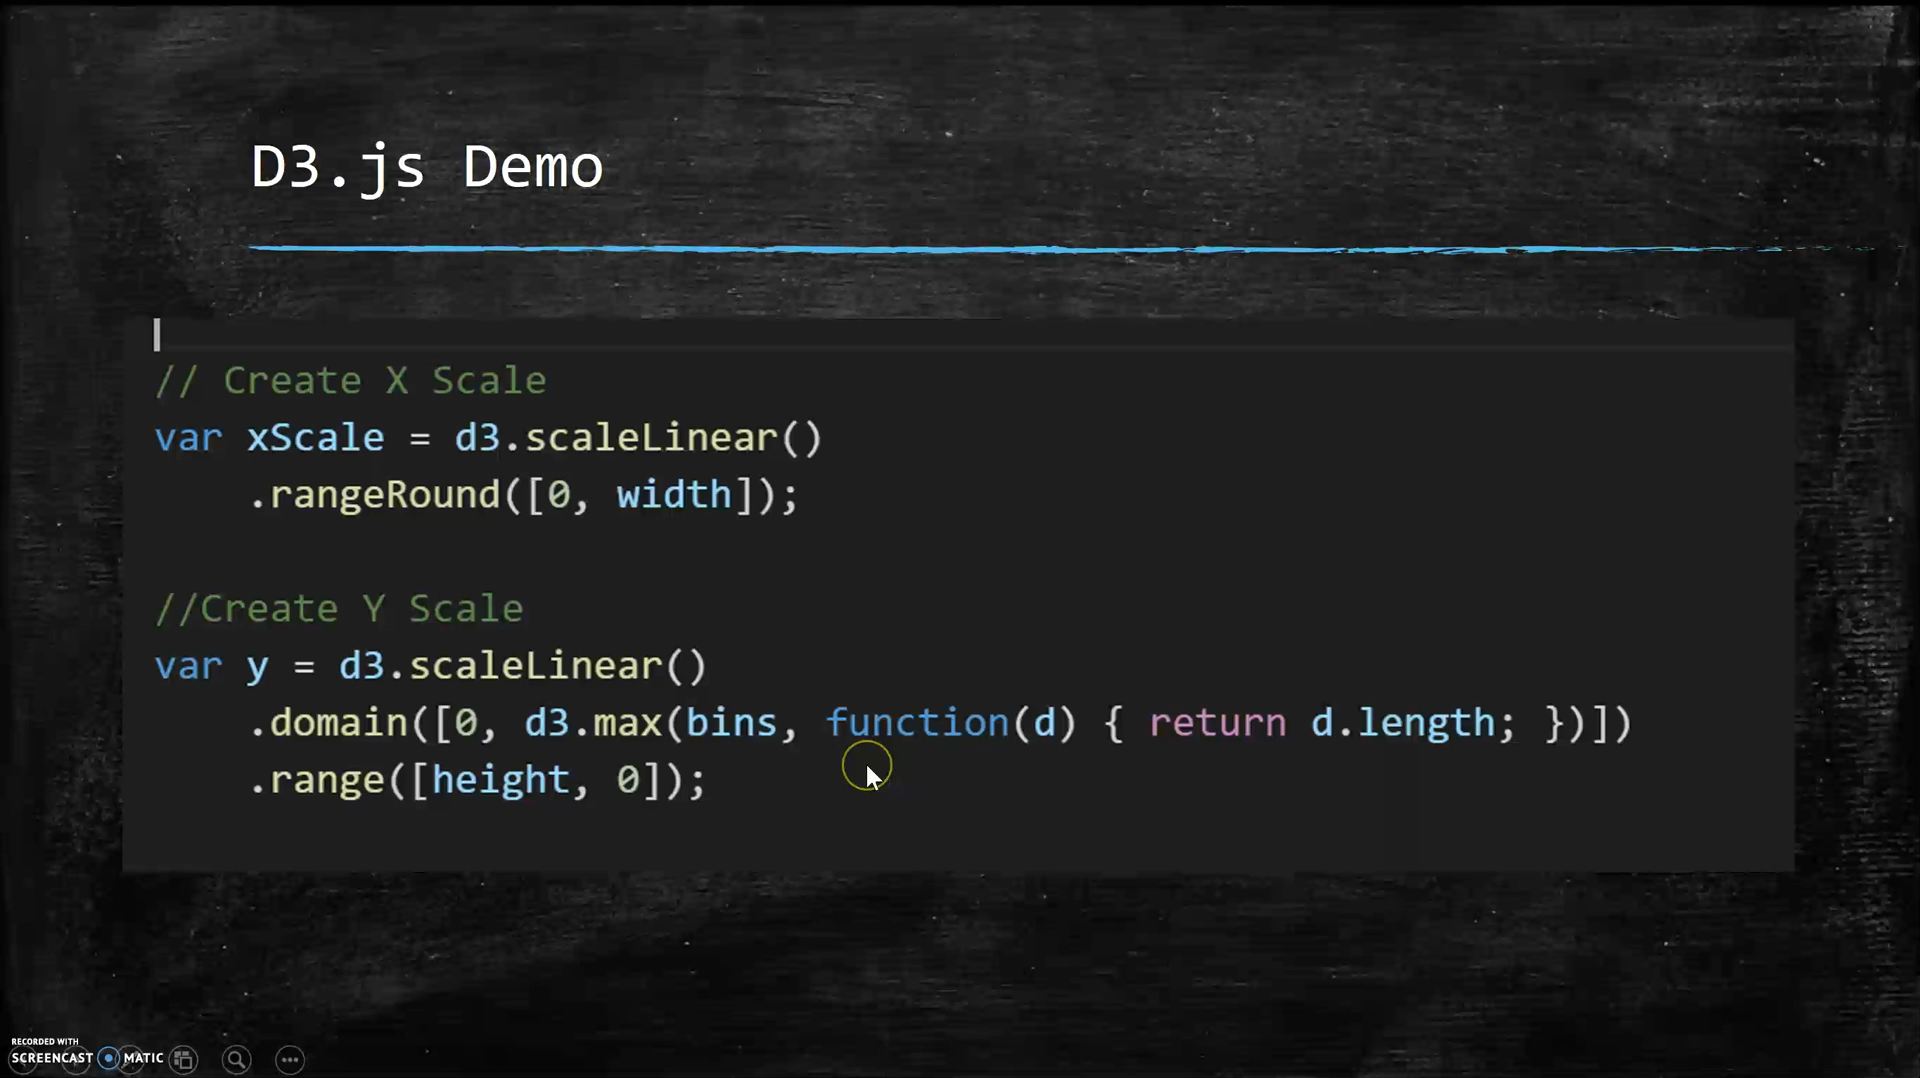 D3.js Demo
// Create X Scale
var xScale = d3.scaleLinear()
.rangeRound([0, width]);
//Create Y Scale
var y = d3.scaleLinear()
.domain([0, d3.max(bins, function(d) { return d.length; })])
.range([height, 0]);
RECORDED WITH
SCREENCAST MATIC